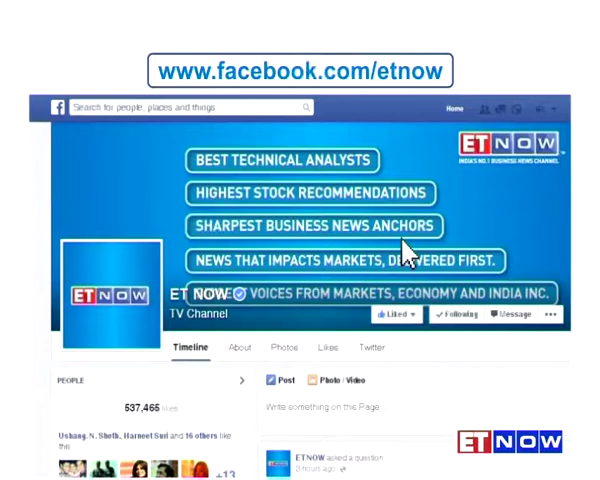 www.facebook.com/etnow
Search for people, places and things
Home
ET NOW
INDIA'S NO. 1 BUSINESS NEWS CHANNEL
BEST TECHNICAL ANALYSTS
HIGHEST STOCK RECOMMENDATIONS
SHARPEST BUSINESS NEWS ANCHORS
NEWS THAT IMPACTS MARKETS, FIRST.
VOICES FROM MARKETS, ECONOMY AND INDIA INC.
ET NOW
ET NOW
TV Channel
Liked
Following
Message
Timeline About Photos Likes Twitter
PEOPLE
537,465 likes
Ushang. N. Sheth, Harneet Suri and 16 others like
this
+13
Post Photo / Video
Write something on this Page
ETNOW asked a question
3 hours ago
ET NOW